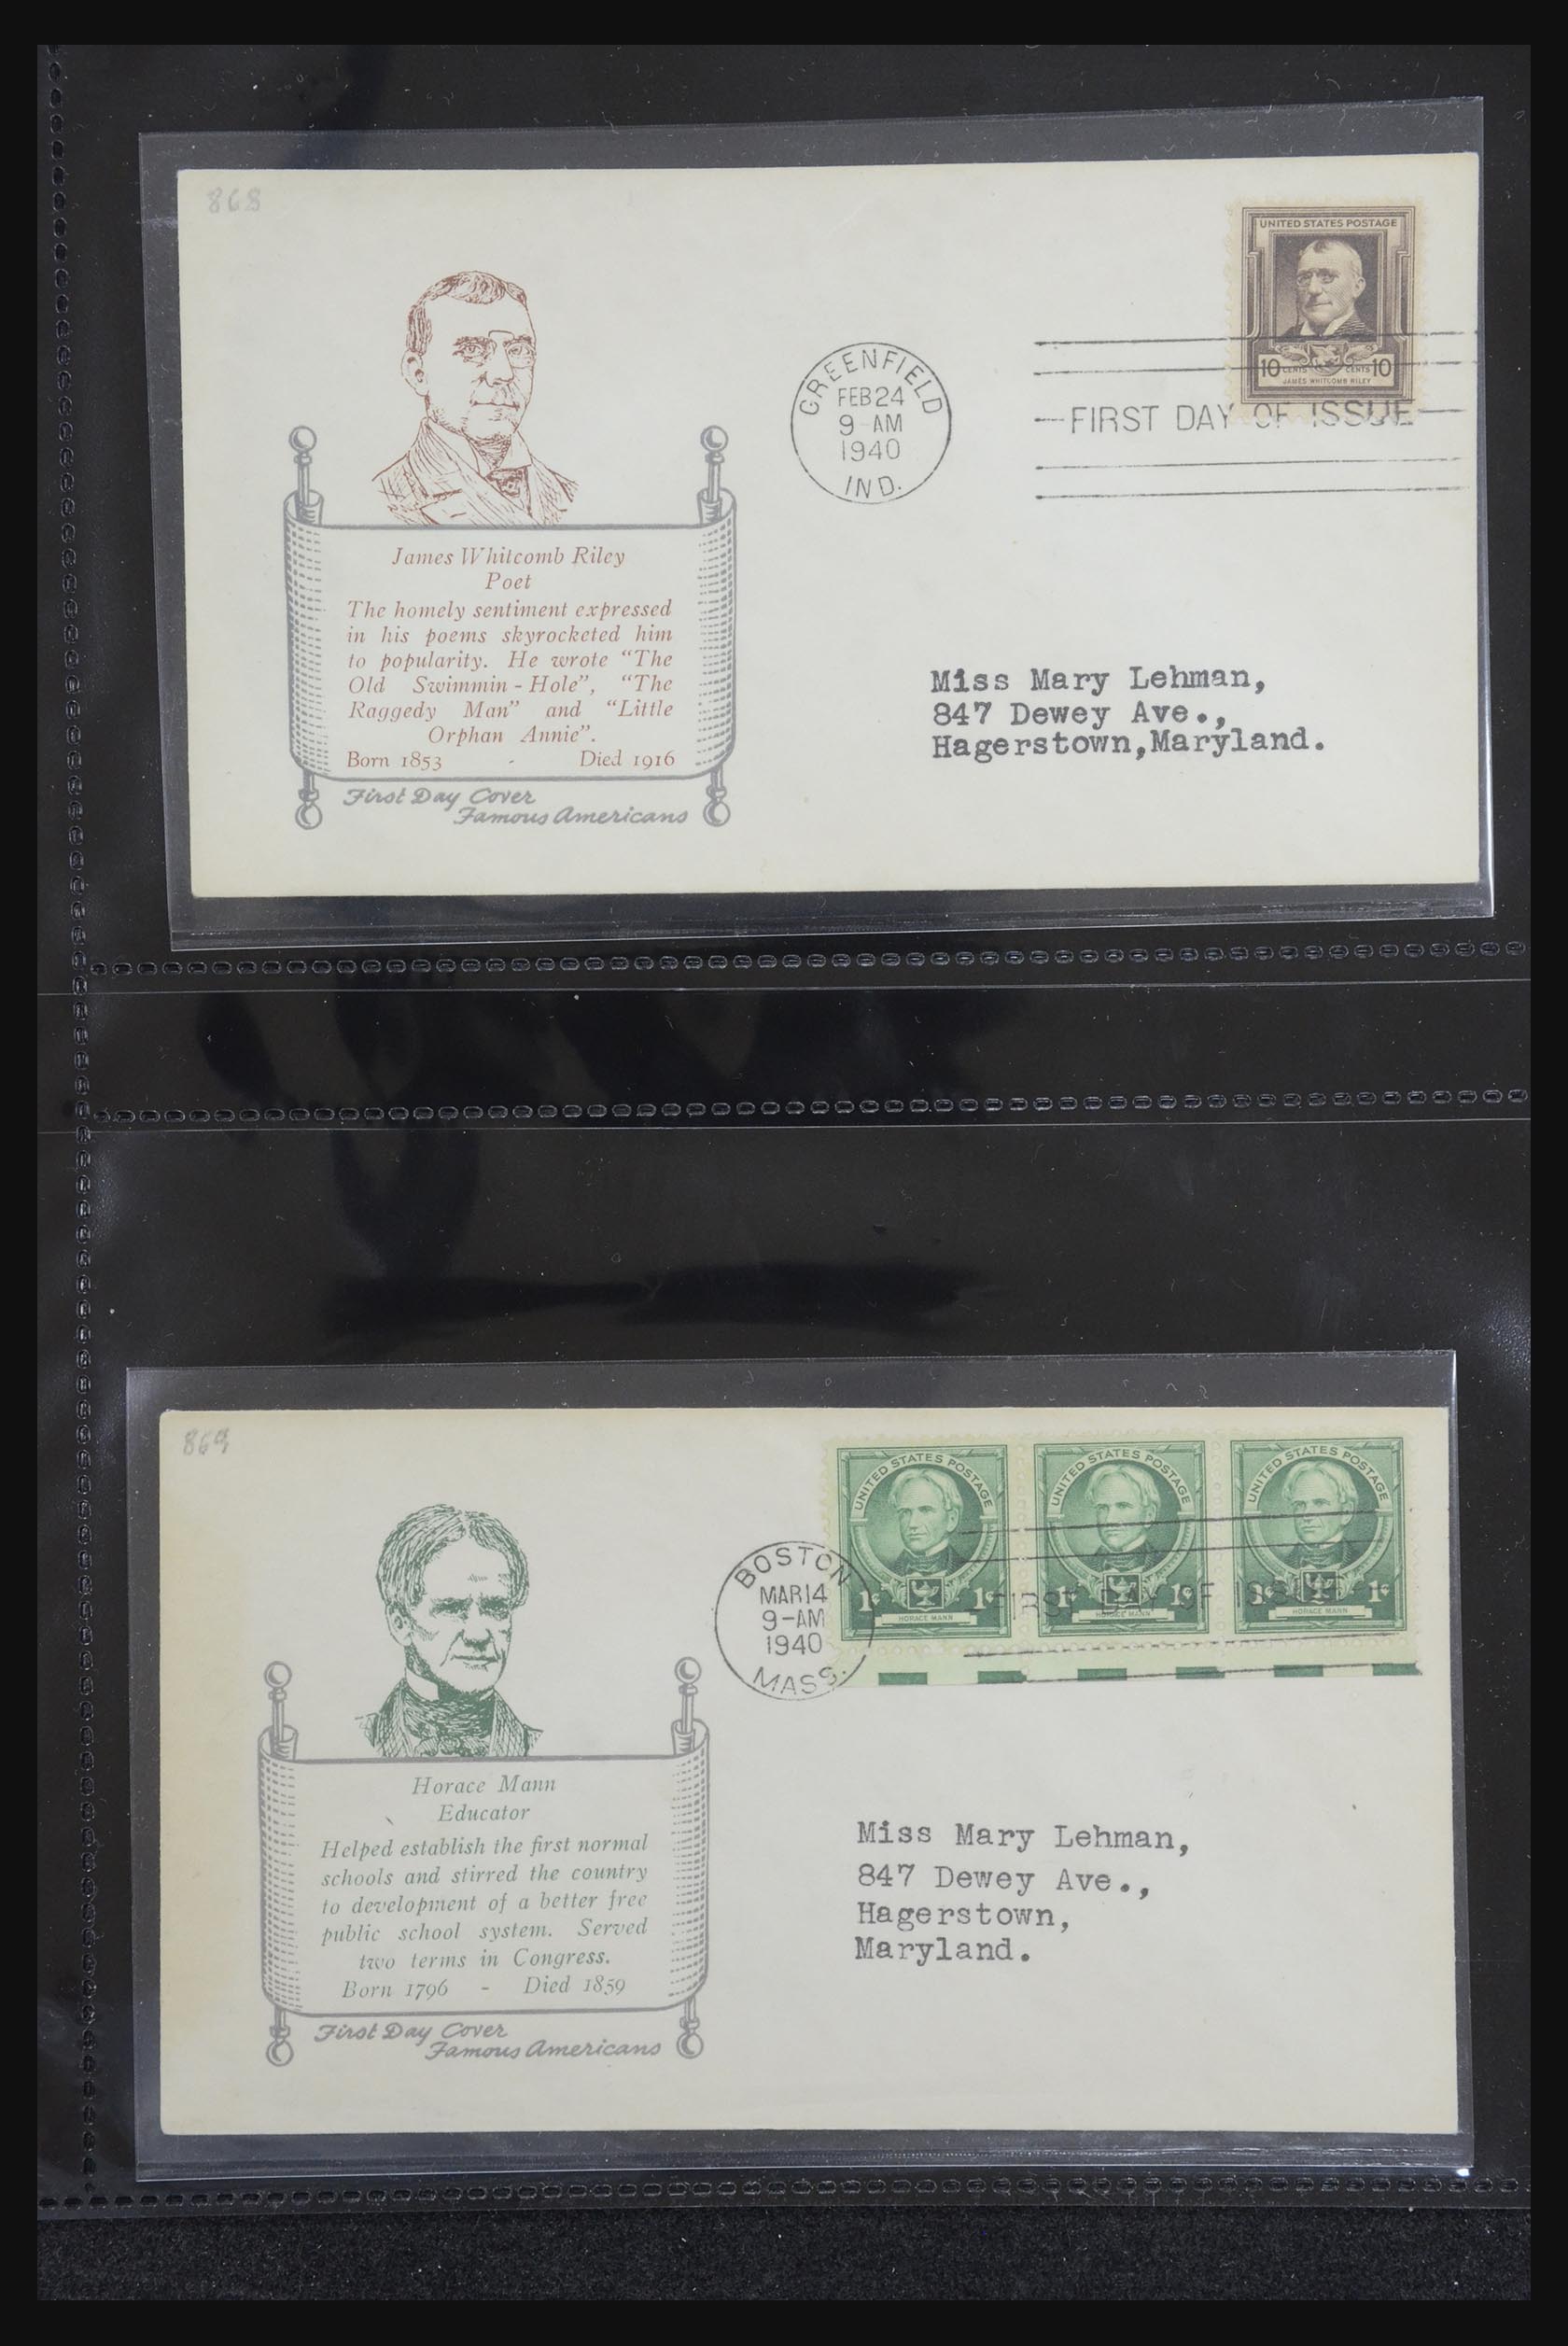 868
UNITED STATES POSTAGE
10 CENTS CENTS 10
JAMES WHITCOMB RILEY
GREENFIELD
FEB 24
9 AM
1940
IND.
FIRST DAY OF ISSUE
James Whitcomb Riley
Poet
The homely sentiment expressed
in his poems skyrocketed him
to popularity. He wrote "The
Old Swimmin - Hole", "The
Raggedy Man" and "Little
Orphan Annie".
Born 1853 - Died 1916
First Day Cover
Famous Americans
Miss Mary Lehman,
847 Dewey Ave.,
Hagerstown,Maryland.
869
UNITED STATES POSTAGE
1¢ 1¢
HORACE MANN
UNITED STATES POSTAGE
1¢ 1¢
HORACE MANN
UNITED STATES POSTAGE
1¢ 1¢
HORACE MANN
BOSTON
MAR 14
9-AM
1940
MASS.
FIRST DAY OF ISSUE
Horace Mann
Educator
Helped establish the first normal
schools and stirred the country
to development of a better free
public school system. Served
two terms in Congress.
Born 1796 - Died 1859
First Day Cover
Famous Americans
Miss Mary Lehman,
847 Dewey Ave.,
Hagerstown,
Maryland.